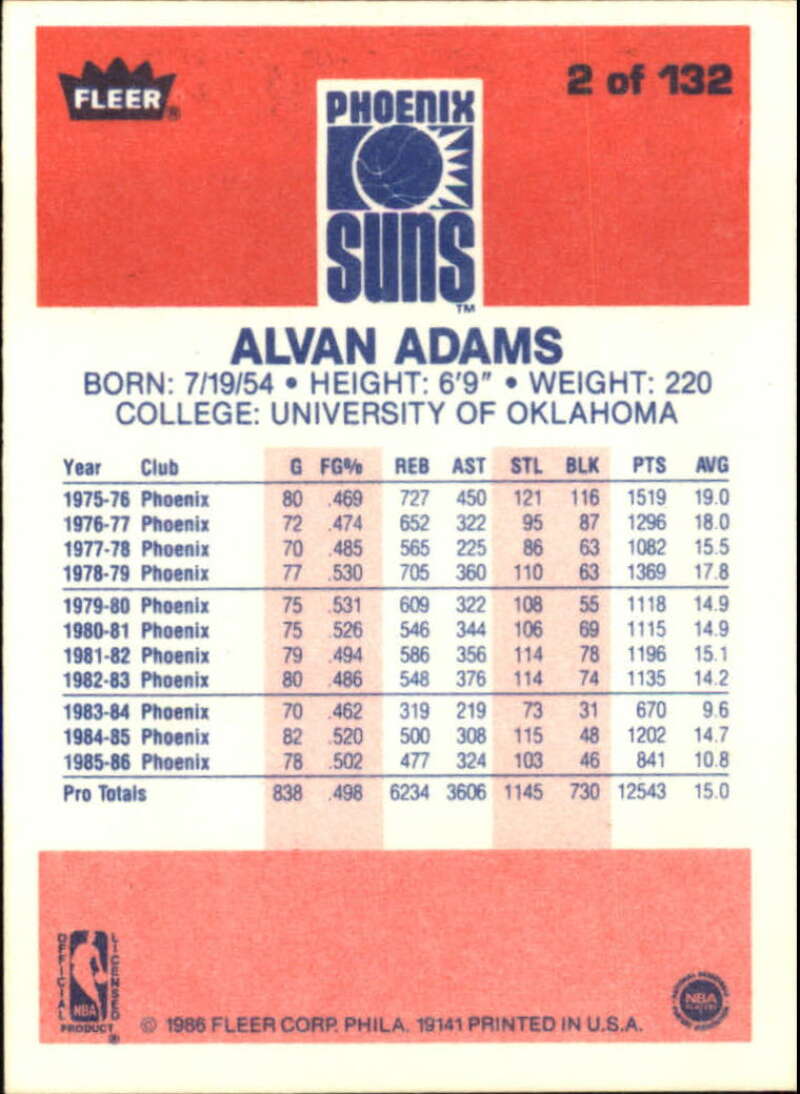 FLEER®
2 of 132
PHOENIX
SUNS™
ALVAN ADAMS
BORN: 7/19/54 • HEIGHT: 6'9" • WEIGHT: 220
COLLEGE: UNIVERSITY OF OKLAHOMA
Year Club G FG% REB AST STL BLK PTS AVG
1975-76 Phoenix 80 .469 727 450 121 116 1519 19.0
1976-77 Phoenix 72 .474 652 322 95 87 1296 18.0
1977-78 Phoenix 70 .485 565 225 86 63 1082 15.5
1978-79 Phoenix 77 .530 705 360 110 63 1369 17.8
1979-80 Phoenix 75 .531 609 322 108 55 1118 14.9
1980-81 Phoenix 75 .526 546 344 106 69 1115 14.9
1981-82 Phoenix 79 .494 586 356 114 78 1196 15.1
1982-83 Phoenix 80 .486 548 376 114 74 1135 14.2
1983-84 Phoenix 70 .462 319 219 73 31 670 9.6
1984-85 Phoenix 82 .520 500 308 115 48 1202 14.7
1985-86 Phoenix 78 .502 477 324 103 46 841 10.8
Pro Totals 838 .498 6234 3606 1145 730 12543 15.0
OFFICIAL
NBA
LICENSED
PRODUCT®
© 1986 FLEER CORP. PHILA. 19141 PRINTED IN U.S.A.
NATIONAL BASKETBALL
NBA
PLAYERS
ASSOCIATION